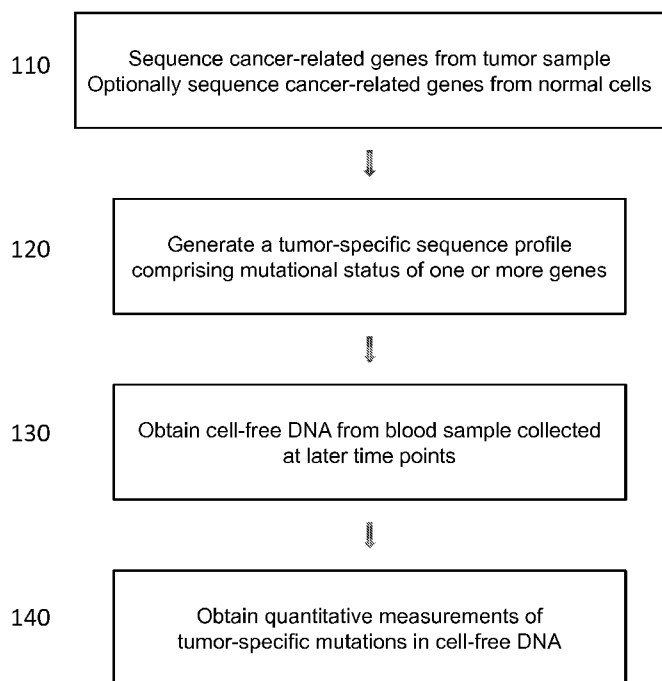 110
Sequence cancer-related genes from tumor sample
Optionally sequence cancer-related genes from normal cells
120
Generate a tumor-specific sequence profile
comprising mutational status of one or more genes
130
Obtain cell-free DNA from blood sample collected
at later time points
140
Obtain quantitative measurements of
tumor-specific mutations in cell-free DNA